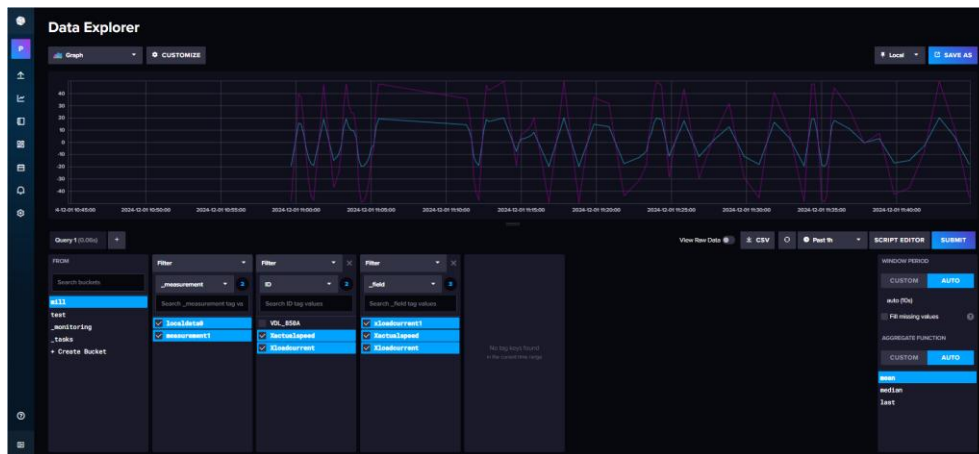 Data Explorer
P
Graph
CUSTOMIZE
Local
SAVE AS
40
30
20
10
0
-10
-20
-30
-40
2024-12-01 10:50:00
2024-12-01 10:55:00
2024-12-01 11:00:00
2024-12-01 11:05:00
2024-12-01 11:10:00
2024-12-01 11:15:00
2024-12-01 11:20:00
2024-12-01 11:25:00
2024-12-01 11:30:00
2024-12-01 11:35:00
2024-12-01 11:40:00
Query 1 (0.06s)
+
View Raw Data
CSV
Past 1h
SCRIPT EDITOR
SUBMIT
FROM
Search buckets
mill
test
_monitoring
_tasks
+ Create Bucket
Filter
_measurement
2
Search _measurement tag va
localdata0
measurement1
Filter
ID
2
Search ID tag values
VDL_B58A
Xactualspeed
Xloadcurrent
Filter
_field
3
Search _field tag values
xloadcurrent1
Xactualspeed
Xloadcurrent
No tag keys found
in the current time range
WINDOW PERIOD
CUSTOM
AUTO
auto (10s)
Fill missing values
AGGREGATE FUNCTION
CUSTOM
AUTO
mean
median
last